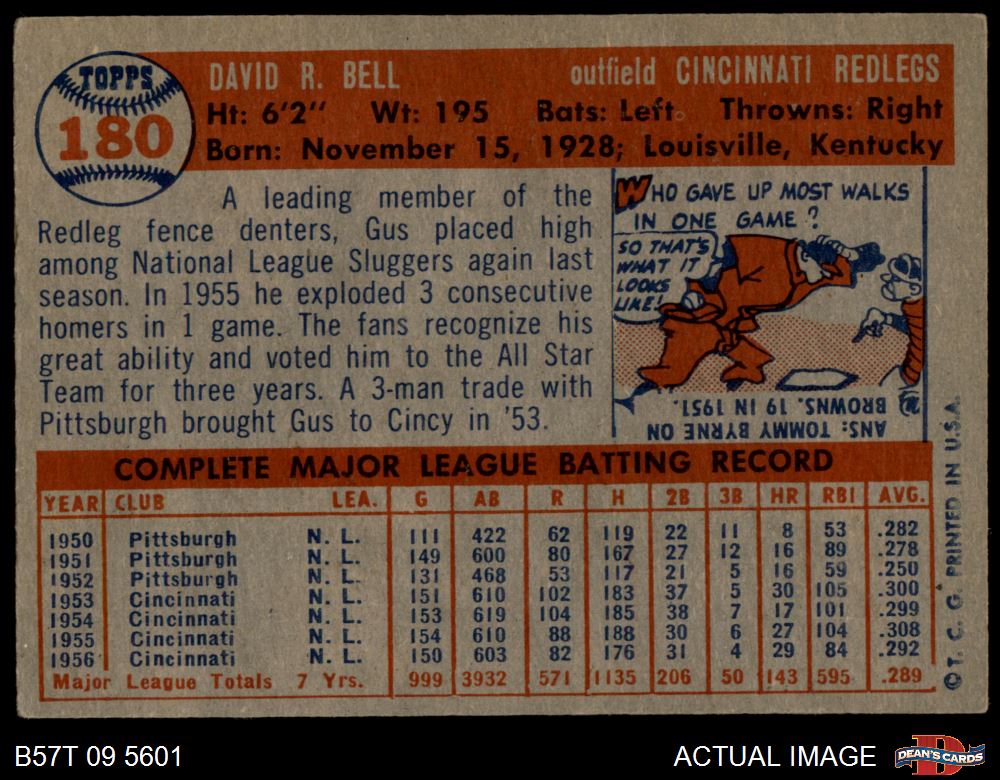 TOPPS
180
DAVID R. BELL outfield CINCINNATI REDLEGS
Ht: 6'2" Wt: 195 Bats: Left Throws: Right
Born: November 15, 1928; Louisville, Kentucky
A leading member of the
Redleg fence denters, Gus placed high
among National League Sluggers again last
season. In 1955 he exploded 3 consecutive
homers in 1 game. The fans recognize his
great ability and voted him to the All Star
Team for three years. A 3-man trade with
Pittsburgh brought Gus to Cincy in '53.
WHO GAVE UP MOST WALKS
IN ONE GAME?
SO THAT'S
WHAT IT
LOOKS
LIKE!
ANS: TOMMY BYRNE ON
BROWNS. 19 IN 1951.
COMPLETE MAJOR LEAGUE BATTING RECORD
YEAR CLUB LEA. G AB R H 2B 3B HR RBI AVG.
1950 Pittsburgh N. L. 111 422 62 119 22 11 8 53 .282
1951 Pittsburgh N. L. 149 600 80 167 27 12 16 89 .278
1952 Pittsburgh N. L. 131 468 53 117 21 5 16 59 .250
1953 Cincinnati N. L. 151 610 102 183 37 5 30 105 .300
1954 Cincinnati N. L. 153 619 104 185 38 7 17 101 .299
1955 Cincinnati N. L. 154 610 88 188 30 6 27 104 .308
1956 Cincinnati N. L. 150 603 82 176 31 4 29 84 .292
Major League Totals 7 Yrs. 999 3932 571 1135 206 50 143 595 .289
©T. C. G. PRINTED IN U.S.A.
B57T 09 5601 ACTUAL IMAGE
DEAN'S CARDS